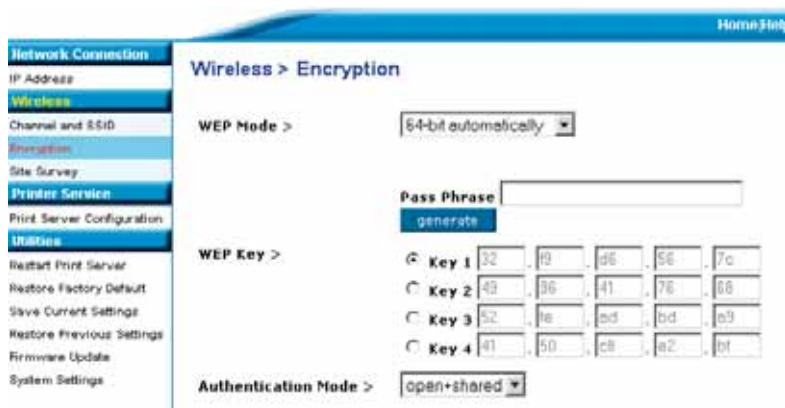 Home|Help
Network Connection
IP Address
Wireless
Channel and SSID
Encryption
Site Survey
Printer Service
Print Server Configuration
Utilities
Restart Print Server
Restore Factory Default
Save Current Settings
Restore Previous Settings
Firmware Update
System Settings
Wireless > Encryption
WEP Mode > 64-bit automatically
Pass Phrase
generate
WEP Key > Key 1 32 . f9 . d6 . 56 . 7c
Key 2 49 . 36 . 41 . 76 . 68
Key 3 52 . fe . ad . bd . a9
Key 4 41 . 50 . c8 . e2 . bf
Authentication Mode > open+shared